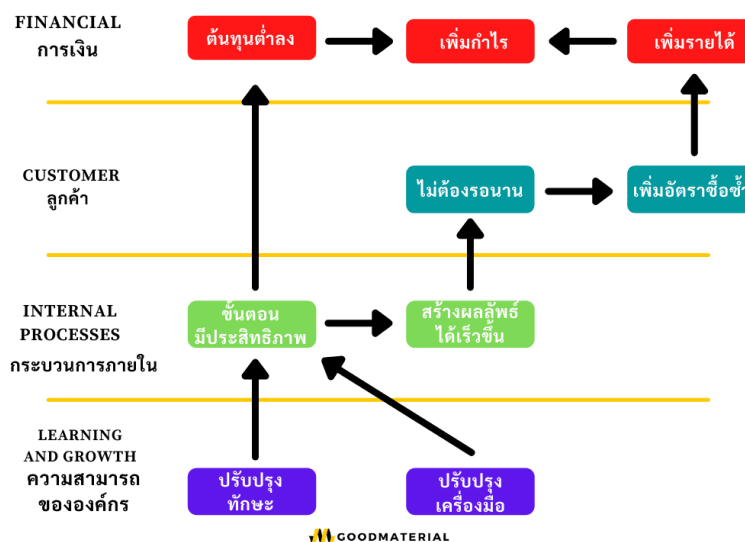 FINANCIAL
การเงิน
ต้นทุนต่ำลง
เพิ่มกำไร
เพิ่มรายได้
CUSTOMER
ลูกค้า
ไม่ต้องรอนาน
เพิ่มอัตราซื้อซ้ำ
INTERNAL
PROCESSES
กระบวนการภายใน
ขั้นตอน
มีประสิทธิภาพ
สร้างผลลัพธ์
ได้เร็วขึ้น
LEARNING
AND GROWTH
ความสามารถ
ขององค์กร
ปรับปรุง
ทักษะ
ปรับปรุง
เครื่องมือ
GOODMATERIAL